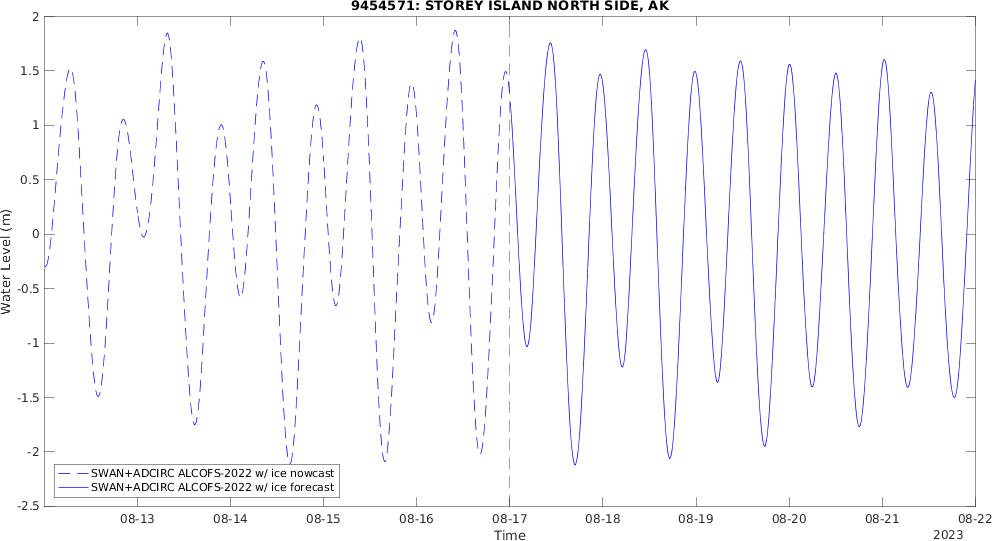 9454571: STOREY ISLAND NORTH SIDE, AK
2
1.5
1
0.5
0
-0.5
-1
-1.5
-2
-2.5
Water Level (m)
SWAN+ADCIRC ALCOFS-2022 w/ ice nowcast
SWAN+ADCIRC ALCOFS-2022 w/ ice forecast
08-13 08-14 08-15 08-16 08-17 08-18 08-19 08-20 08-21 08-22
Time
2023